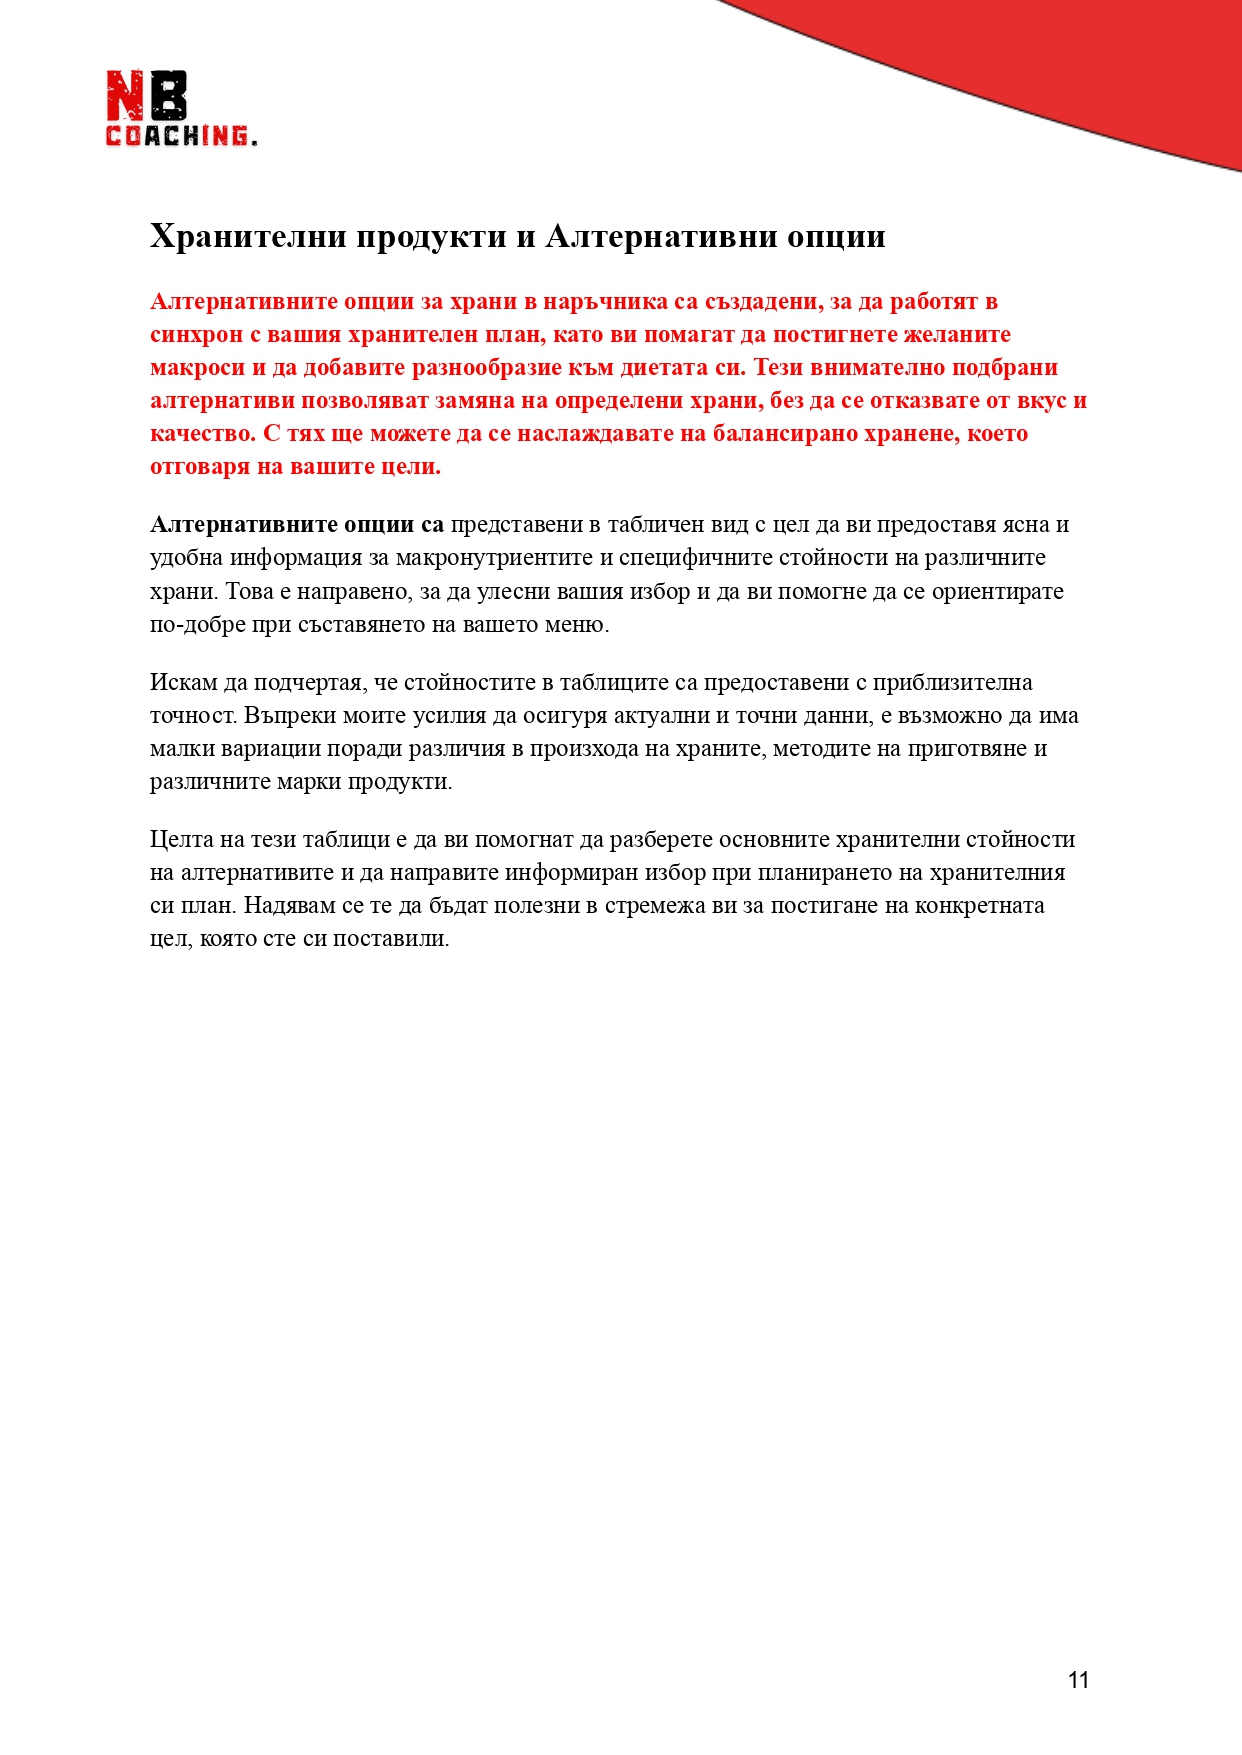 NB
COACHING.
Хранителни продукти и Алтернативни опции
Алтернативните опции за храни в наръчника са създадени, за да работят в
синхрон с вашия хранителен план, като ви помагат да постигнете желаните
макроси и да добавите разнообразие към диетата си. Тези внимателно подбрани
алтернативи позволяват замяна на определени храни, без да се отказвате от вкус и
качество. С тях ще можете да се наслаждавате на балансирано хранене, което
отговаря на вашите цели.
Алтернативните опции са представени в табличен вид с цел да ви предоставя ясна и
удобна информация за макронутриентите и специфичните стойности на различните
храни. Това е направено, за да улесни вашия избор и да ви помогне да се ориентирате
по-добре при съставянето на вашето меню.
Искам да подчертая, че стойностите в таблиците са предоставени с приблизителна
точност. Въпреки моите усилия да осигуря актуални и точни данни, е възможно да има
малки вариации поради различия в произхода на храните, методите на приготвяне и
различните марки продукти.
Целта на тези таблици е да ви помогнат да разберете основните хранителни стойности
на алтернативите и да направите информиран избор при планирането на хранителния
си план. Надявам се те да бъдат полезни в стремежа ви за постигане на конкретната
цел, която сте си поставили.
11